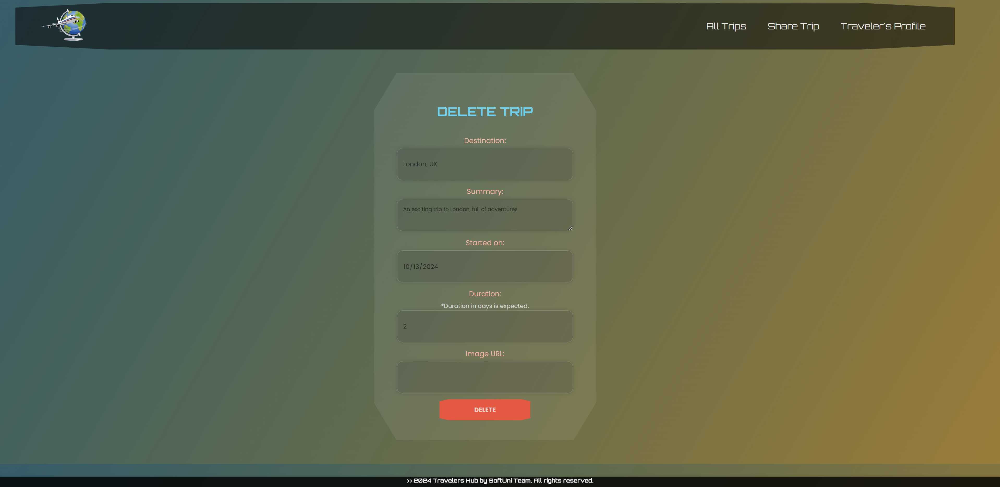 All Trips Share Trip Traveler's Profile
DELETE TRIP
Destination:
London, UK
Summary:
An exciting trip to London, full of adventures
Started on:
10/13/2024
Duration:
*Duration in days is expected.
2
Image URL:
DELETE
© 2024 Travelers Hub by SoftUni Team. All rights reserved.